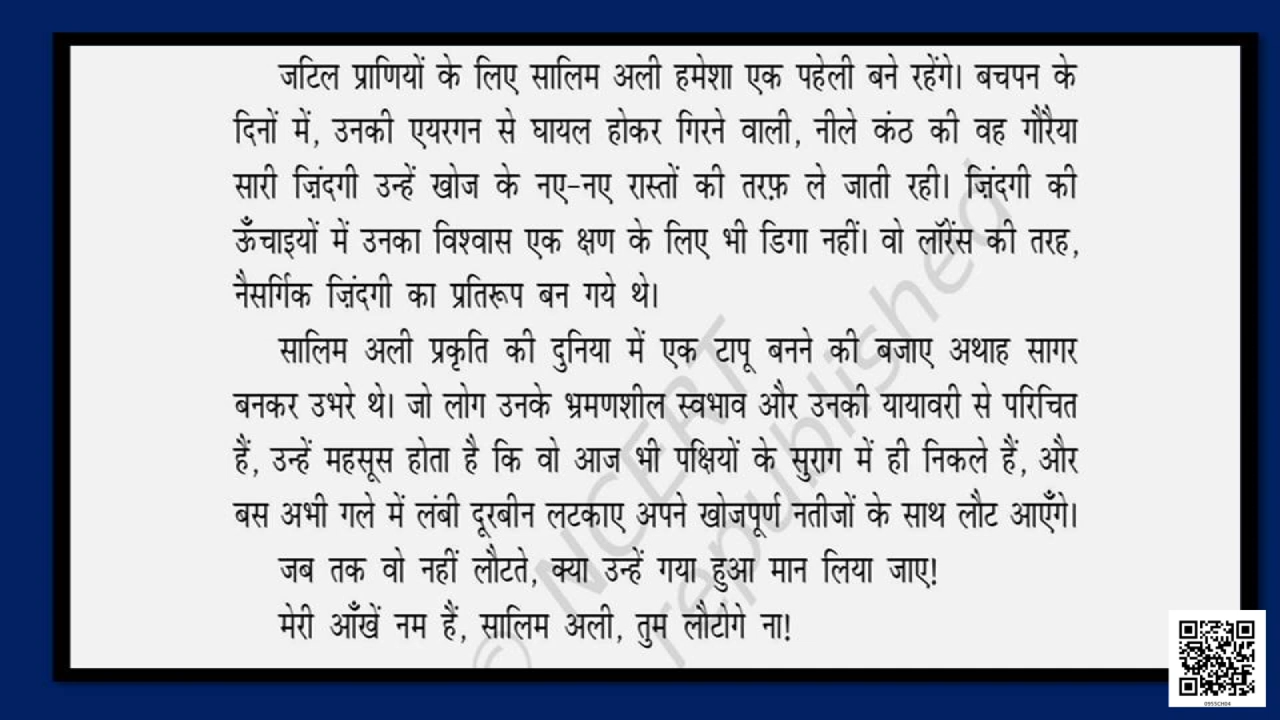 जटिल प्राणियों के लिए सालिम अली हमेशा एक पहेली बने रहेंगे। बचपन के
दिनों में, उनकी एयरगन से घायल होकर गिरने वाली, नीले कंठ की वह गौरैया
सारी ज़िंदगी उन्हें खोज के नए-नए रास्तों की तरफ़ ले जाती रही। ज़िंदगी की
ऊँचाइयों में उनका विश्वास एक क्षण के लिए भी डिगा नहीं। वो लॉरेंस की तरह,
नैसर्गिक ज़िंदगी का प्रतिरूप बन गये थे।
सालिम अली प्रकृति की दुनिया में एक टापू बनने की बजाए अथाह सागर
बनकर उभरे थे। जो लोग उनके भ्रमणशील स्वभाव और उनकी यायावरी से परिचित
हैं, उन्हें महसूस होता है कि वो आज भी पक्षियों के सुराग में ही निकले हैं, और
बस अभी गले में लंबी दूरबीन लटकाए अपने खोजपूर्ण नतीजों के साथ लौट आएँगे।
जब तक वो नहीं लौटते, क्या उन्हें गया हुआ मान लिया जाए!
मेरी आँखें नम हैं, सालिम अली, तुम लौटोगे ना!
© NCERT
republished
0955CH04